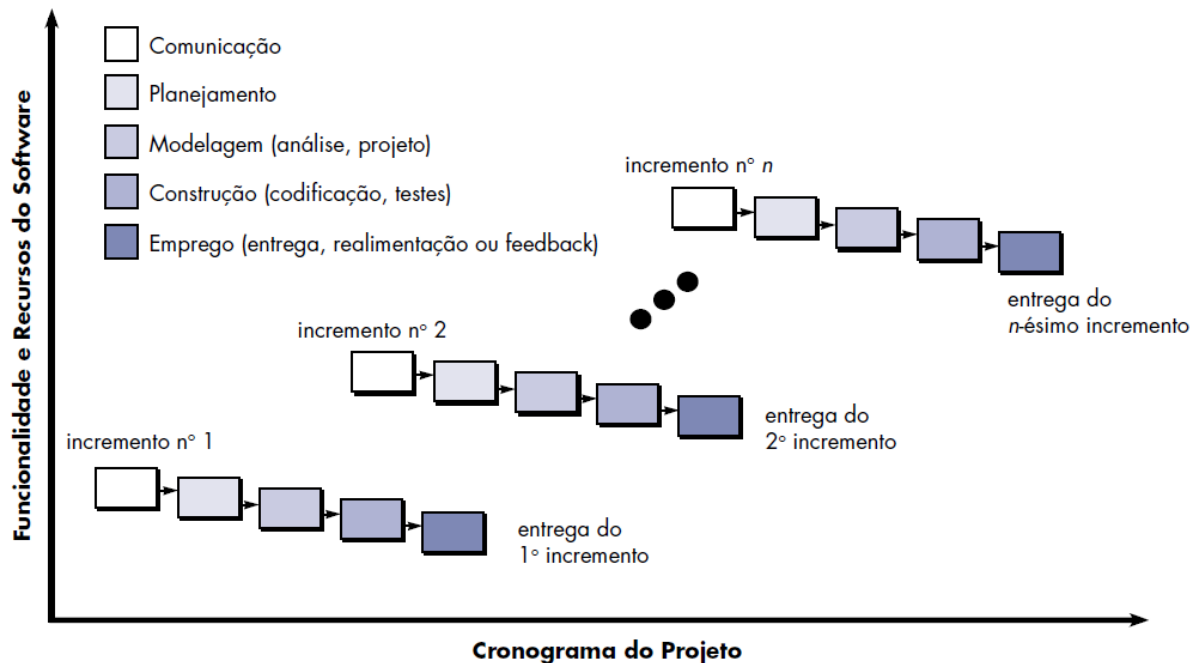 Funcionalidade e Recursos do Software
Comunicação
Planejamento
Modelagem (análise, projeto)
Construção (codificação, testes)
Emprego (entrega, realimentação ou feedback)
incremento n° n
entrega do
n-ésimo incremento
incremento n° 2
entrega do
2° incremento
incremento n° 1
entrega do
1° incremento
Cronograma do Projeto